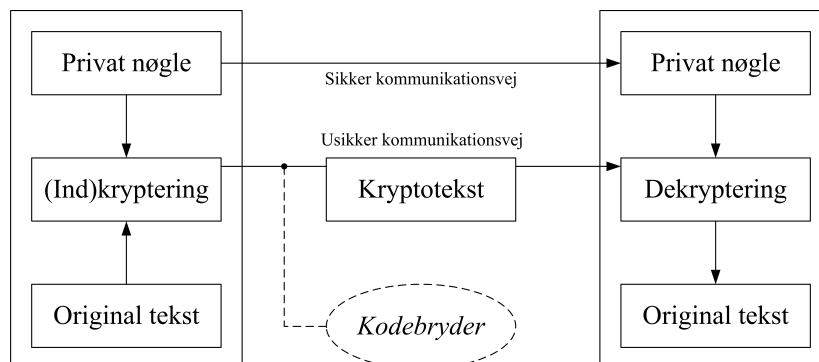 Privat nøgle
Sikker kommunikationsvej
Privat nøgle
Usikker kommunikationsvej
(Ind)kryptering
Kryptotekst
Dekryptering
Original tekst
Kodebryder
Original tekst